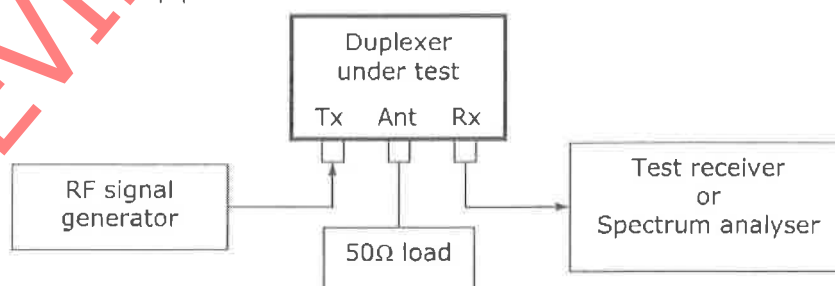 Duplexer
under test
Tx Ant Rx
RF signal
generator
50Ω load
Test receiver
or
Spectrum analyser